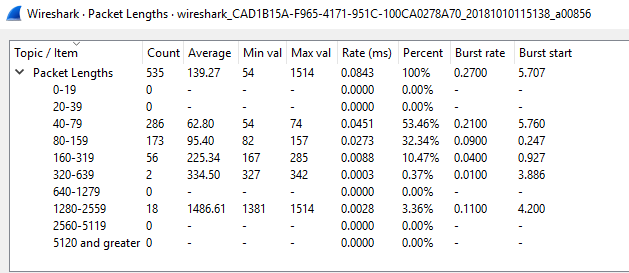 Wireshark · Packet Lengths · wireshark_CAD1B15A-F965-4171-951C-100CA0278A70_20181010115138_a00856
Topic / Item Count Average Min val Max val Rate (ms) Percent Burst rate Burst start
Packet Lengths 535 139.27 54 1514 0.0843 100% 0.2700 5.707
0-19 0 - - - 0.0000 0.00% - -
20-39 0 - - - 0.0000 0.00% - -
40-79 286 62.80 54 74 0.0451 53.46% 0.2100 5.760
80-159 173 95.40 82 157 0.0273 32.34% 0.0900 0.247
160-319 56 225.34 167 285 0.0088 10.47% 0.0400 0.927
320-639 2 334.50 327 342 0.0003 0.37% 0.0100 3.886
640-1279 0 - - - 0.0000 0.00% - -
1280-2559 18 1486.61 1381 1514 0.0028 3.36% 0.1100 4.200
2560-5119 0 - - - 0.0000 0.00% - -
5120 and greater 0 - - - 0.0000 0.00% - -